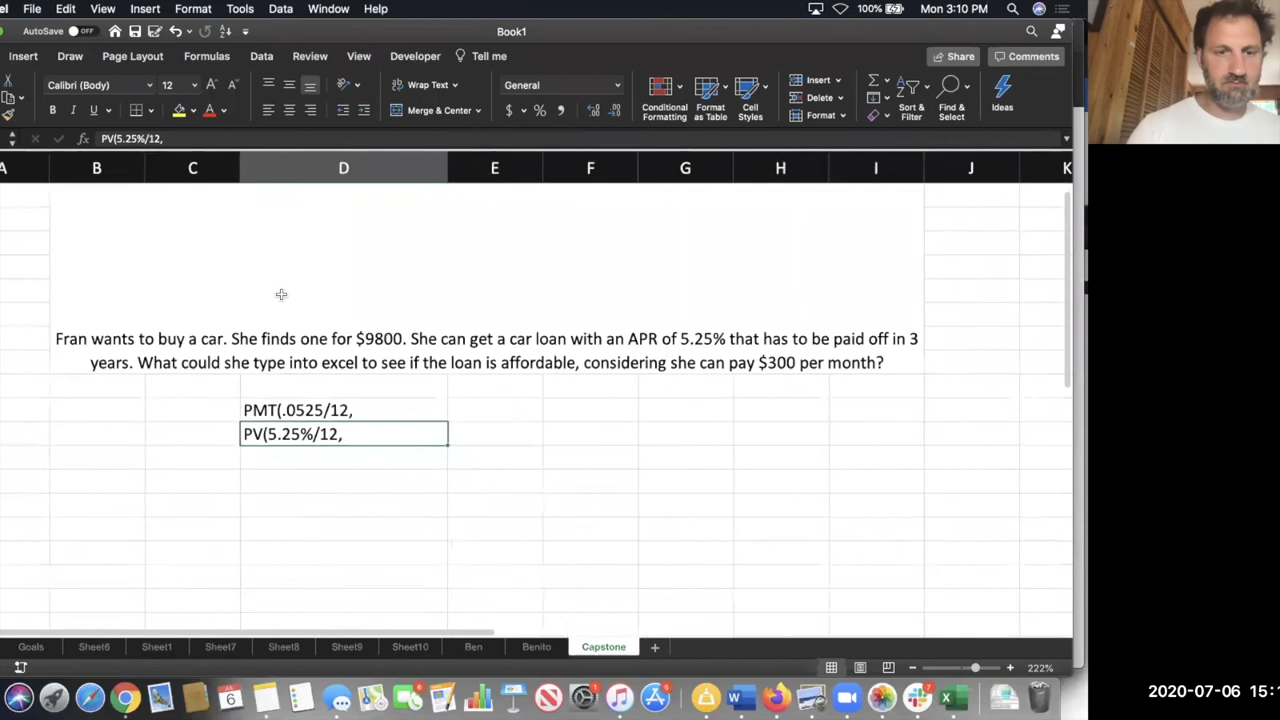 File Edit View Insert Format Tools Data Window Help 100% Mon 3:10 PM
AutoSave OFF Book1
Insert Draw Page Layout Formulas Data Review View Developer Tell me Share Comments
Calibri (Body) 12 A A Wrap Text General Insert Delete Format
B I U A Merge & Center $ % Conditional Formatting Format as Table Cell Styles Sort & Filter Find & Select Ideas
fx PV(5.25%/12,
A B C D E F G H I J K
Fran wants to buy a car. She finds one for $9800. She can get a car loan with an APR of 5.25% that has to be paid off in 3
years. What could she type into excel to see if the loan is affordable, considering she can pay $300 per month?
PMT(.0525/12,
PV(5.25%/12,
Goals Sheet6 Sheet1 Sheet7 Sheet8 Sheet9 Sheet10 Ben Benito Capstone +
222%
2020-07-06 15:1